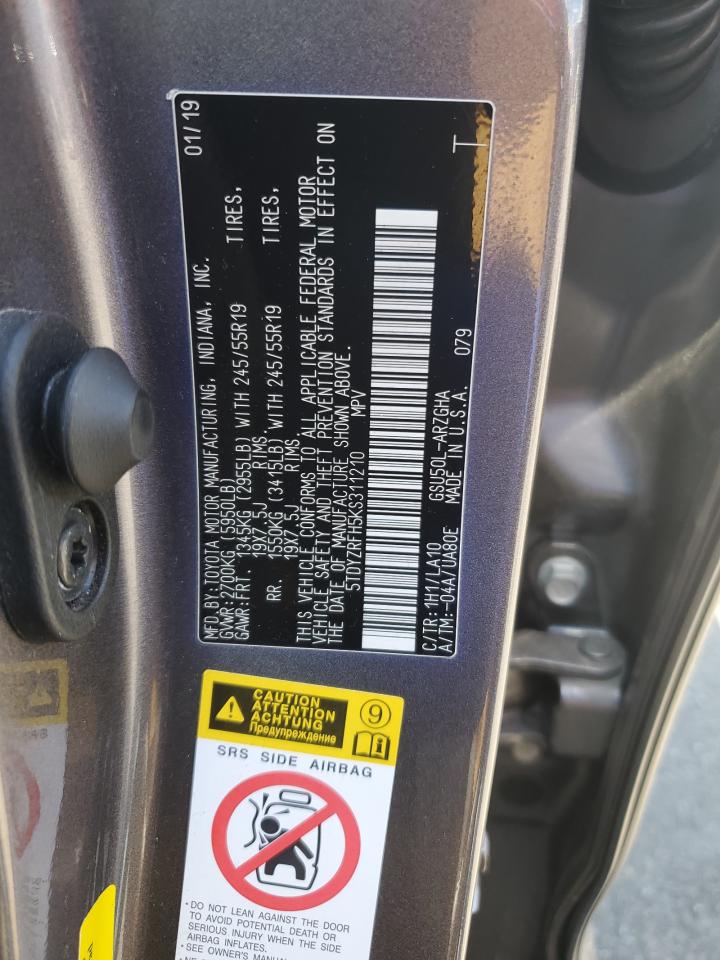 MFD.BY:TOYOTA MOTOR MANUFACTURING, INDIANA, INC. 01/19
GVWR:2700KG (5950LB)
GAWR:FRT. 1345KG (2955LB) WITH 245/55R19 TIRES,
19X7.5J RIMS,
RR. 1550KG (3415LB) WITH 245/55R19 TIRES,
19X7.5J RIMS
THIS VEHICLE CONFORMS TO ALL APPLICABLE FEDERAL MOTOR
VEHICLE SAFETY AND THEFT PREVENTION STANDARDS IN EFFECT ON
THE DATE OF MANUFACTURE SHOWN ABOVE.
5TDYZRFH5KS311210 MPV
C/TR:1H1/LA10 GSU50L-ARZGHA 079
A/TM:-04A/UA80E MADE IN U.S.A. T
CAUTION
ATTENTION
ACHTUNG
Предупреждение
9
SRS SIDE AIRBAG
• DO NOT LEAN AGAINST THE DOOR
TO AVOID POTENTIAL DEATH OR
SERIOUS INJURY WHEN THE SIDE
AIRBAG INFLATES.
• SEE OWNER'S MANUAL